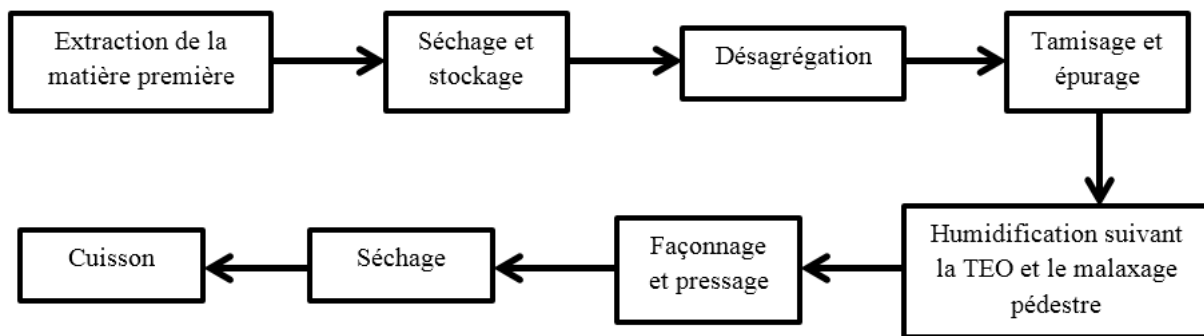 Extraction de la
matière première
Séchage et
stockage
Désagrégation
Tamisage et
épurage
Humidification suivant
la TEO et le malaxage
pédestre
Façonnage
et pressage
Séchage
Cuisson